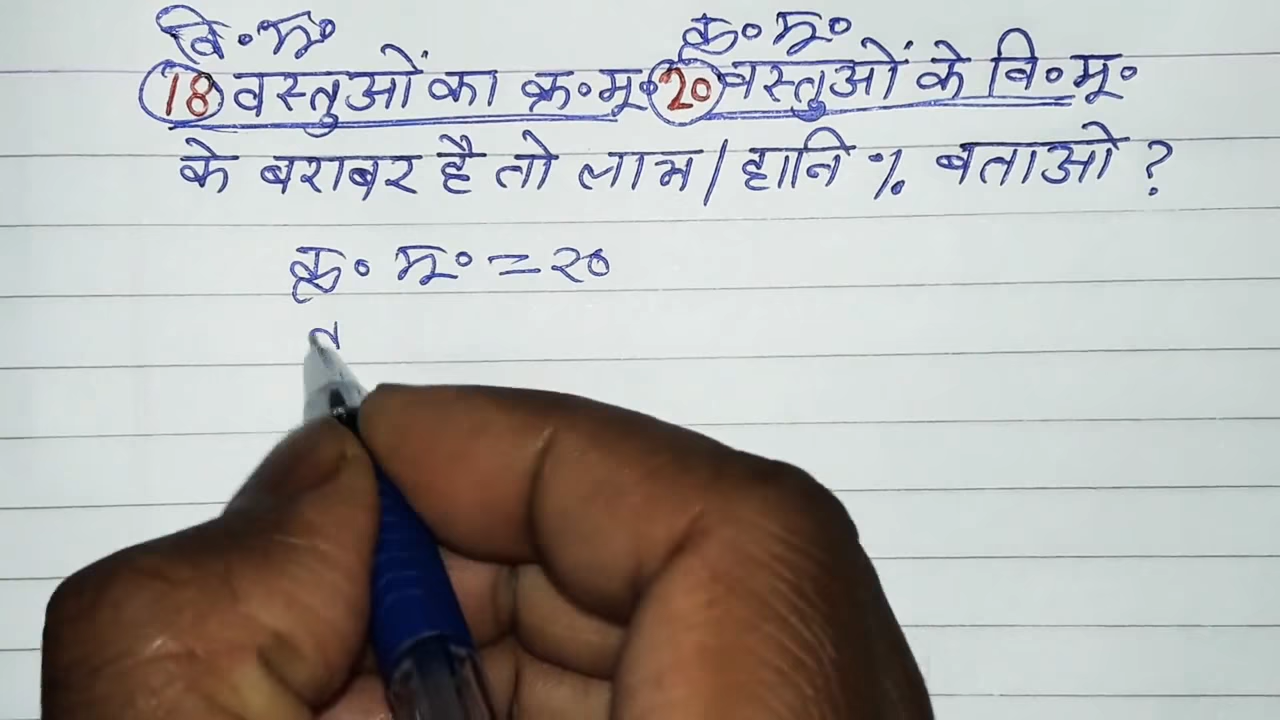 वि॰मू॰ क्र॰मू॰
18 वस्तुओं का क्र॰मू॰ 20 वस्तुओं के वि॰मू॰
के बराबर है तो लाभ/हानि % बताओ ?
क्र॰ मू॰ = 20